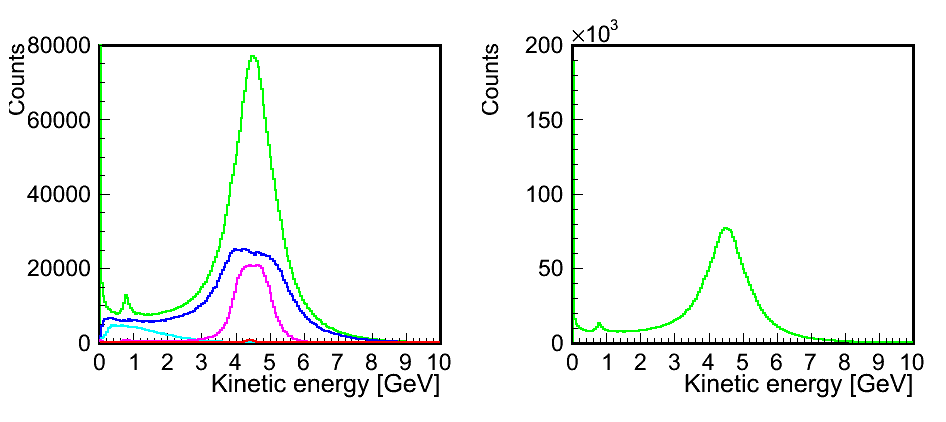 Counts
80000
60000
40000
20000
0
0 1 2 3 4 5 6 7 8 9 10
Kinetic energy [GeV]
Counts
×10³
200
150
100
50
0
0 1 2 3 4 5 6 7 8 9 10
Kinetic energy [GeV]